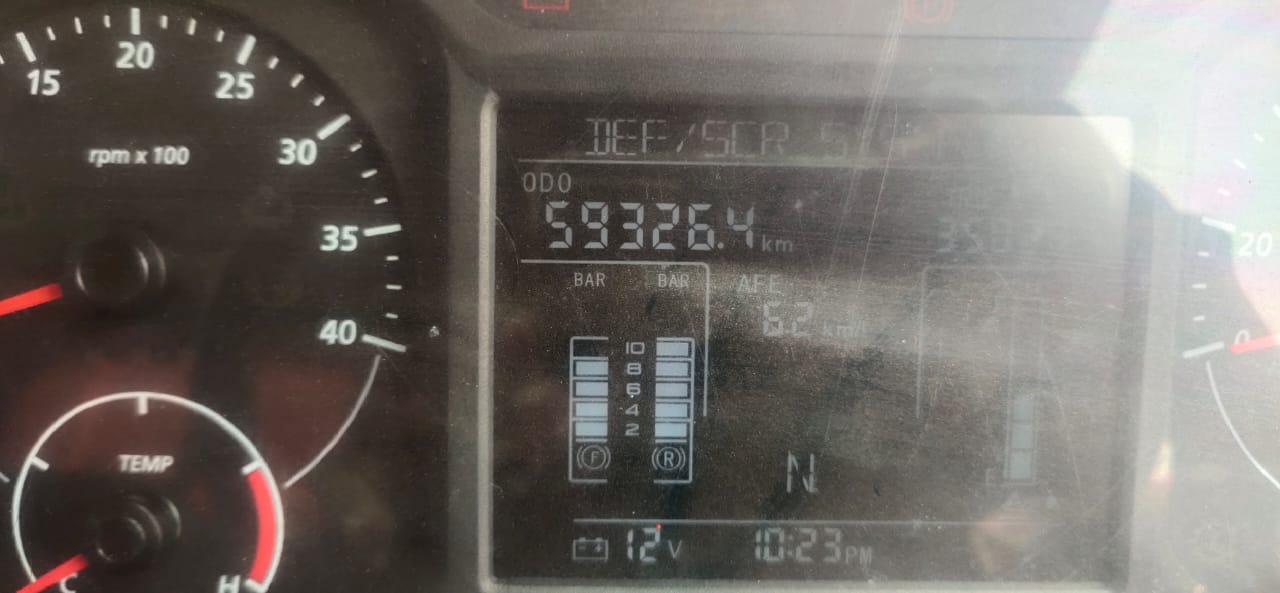 15
20
25
30
35
40
rpm x 100
TEMP
C
H
DEF/SCR
ODO
59326.4 km
BAR
BAR
10
8
6
4
2
F
R
AFE
6.2 km/l
N
12 V
10:23 PM
20
0